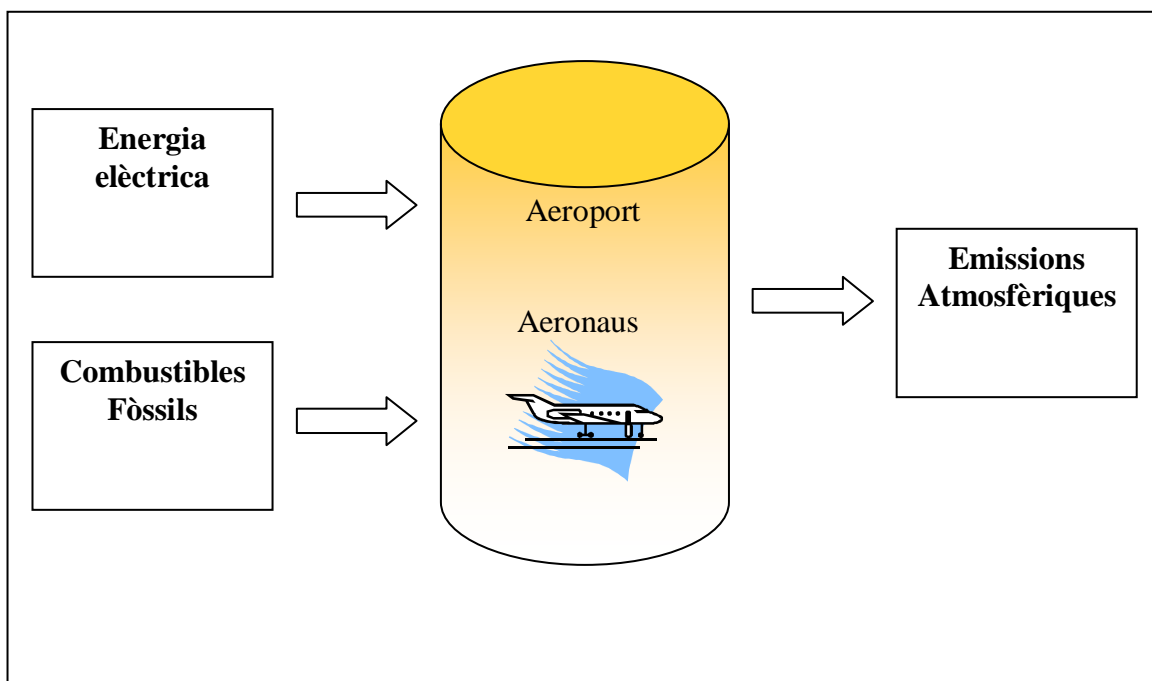 Energia
elèctrica
Combustibles
Fòssils
Aeroport
Aeronaus
Emissions
Atmosfèriques